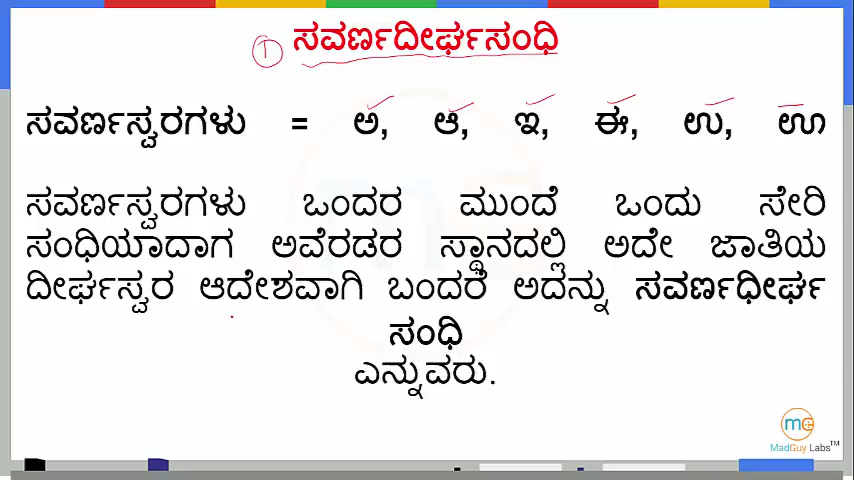 ① ಸವರ್ಣದೀರ್ಘಸಂಧಿ
ಸವರ್ಣಸ್ವರಗಳು = ಅ, ಆ, ಇ, ಈ, ಉ, ಊ
ಸವರ್ಣಸ್ವರಗಳು ಒಂದರ ಮುಂದೆ ಒಂದು ಸೇರಿ
ಸಂಧಿಯಾದಾಗ ಅವೆರಡರ ಸ್ಥಾನದಲ್ಲಿ ಅದೇ ಜಾತಿಯ
ದೀರ್ಘಸ್ವರ ಆದೇಶವಾಗಿ ಬಂದರೆ ಅದನ್ನು ಸವರ್ಣಧೀರ್ಘ
ಸಂಧಿ
ಎನ್ನುವರು.
MadGuy Labs™